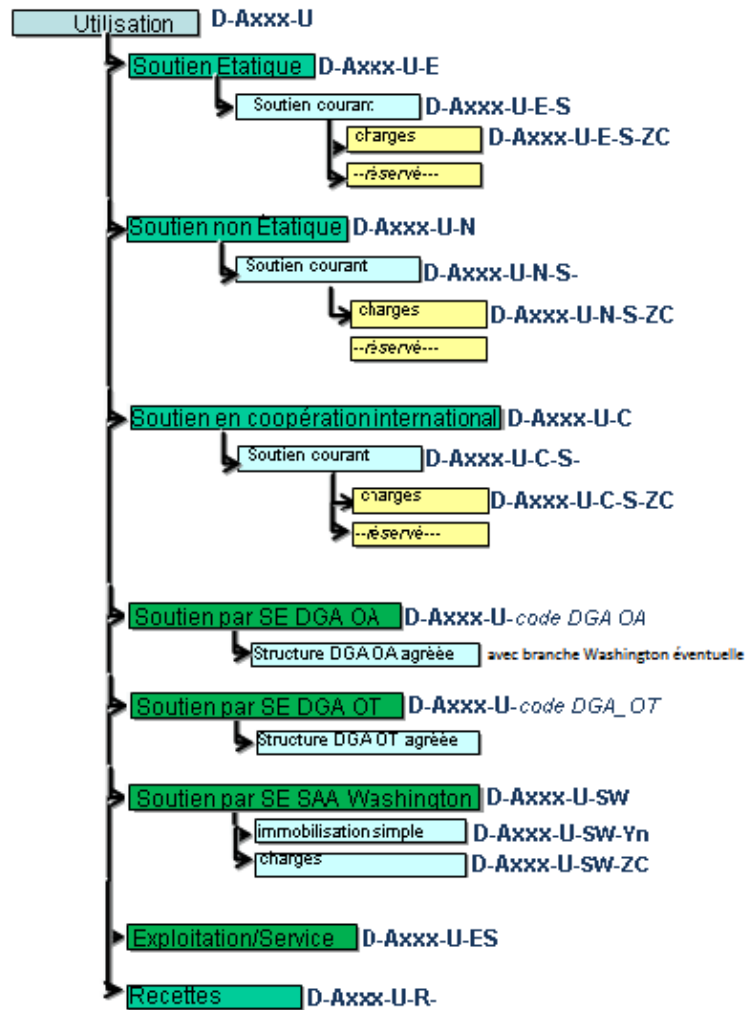 Utilisation D-Axxx-U
Soutien Etatique D-Axxx-U-E
Soutien courant D-Axxx-U-E-S
charges D-Axxx-U-E-S-ZC
--réservé---
Soutien non Étatique D-Axxx-U-N
Soutien courant D-Axxx-U-N-S-
charges D-Axxx-U-N-S-ZC
--réservé---
Soutien en coopération international D-Axxx-U-C
Soutien courant D-Axxx-U-C-S-
charges D-Axxx-U-C-S-ZC
--réservé---
Soutien par SE DGA OA D-Axxx-U-code DGA OA
Structure DGA OA agréée avec branche Washington éventuelle
Soutien par SE DGA OT D-Axxx-U-code DGA_OT
Structure DGA OT agréée
Soutien par SE SAA Washington D-Axxx-U-SW
immobilisation simple D-Axxx-U-SW-Yn
charges D-Axxx-U-SW-ZC
Exploitation/Service D-Axxx-U-ES
Recettes D-Axxx-U-R-